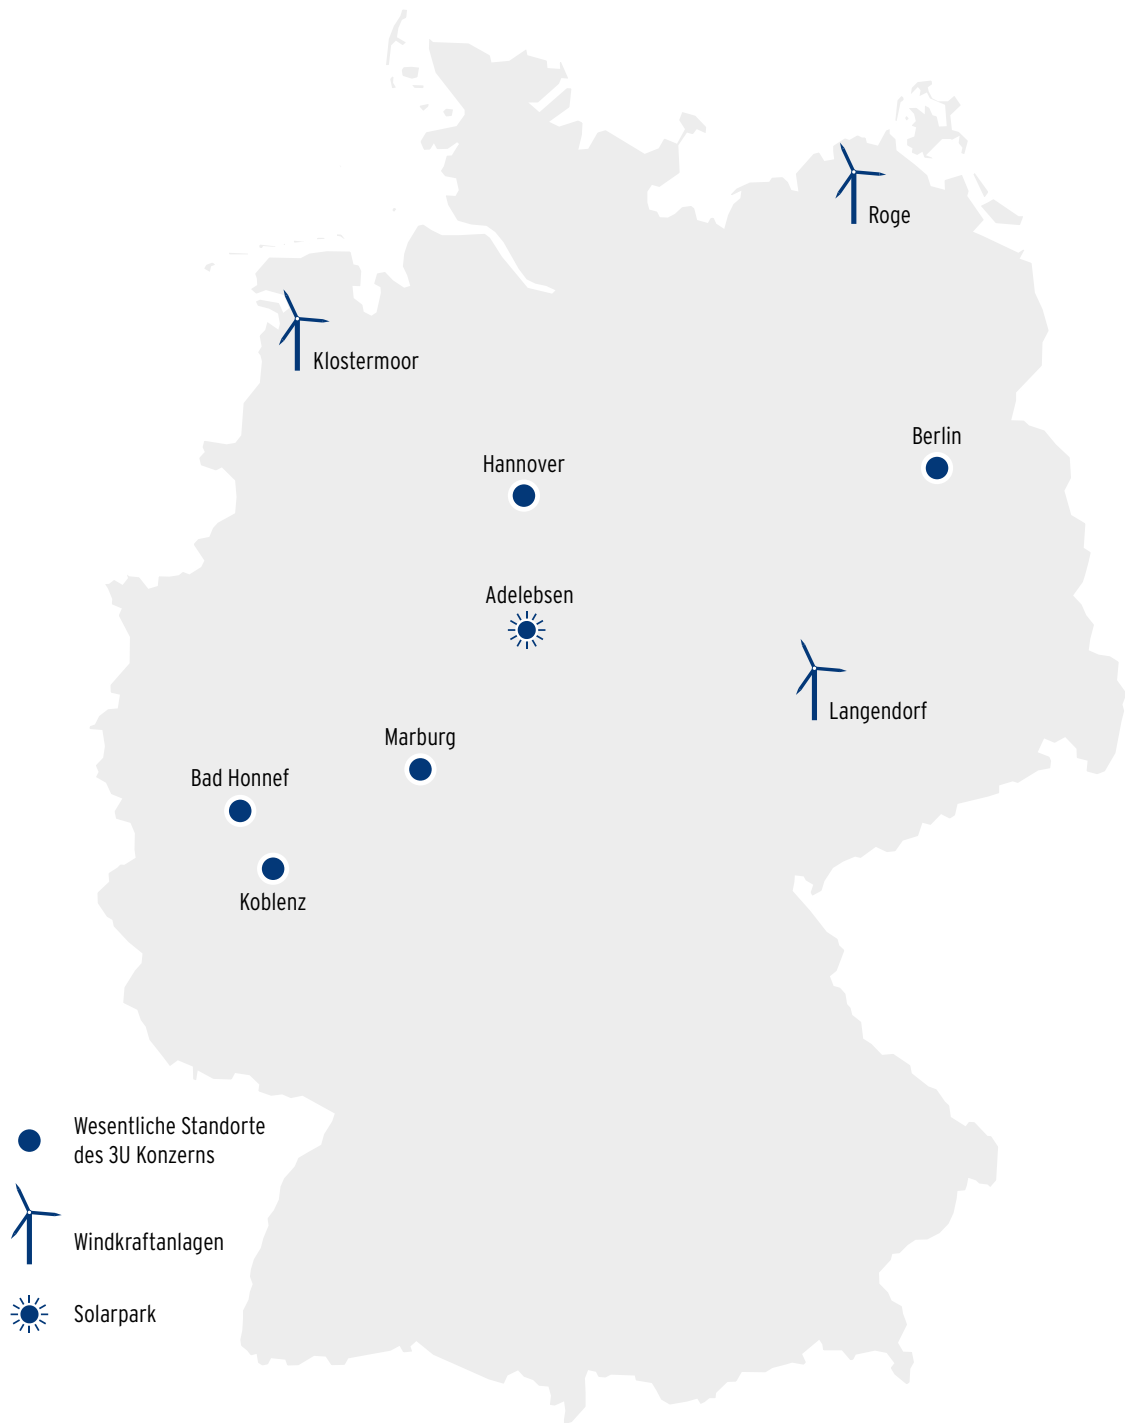 Roge
Klostermoor
Berlin
Hannover
Adelebsen
Langendorf
Marburg
Bad Honnef
Koblenz
Wesentliche Standorte
des 3U Konzerns
Windkraftanlagen
Solarpark